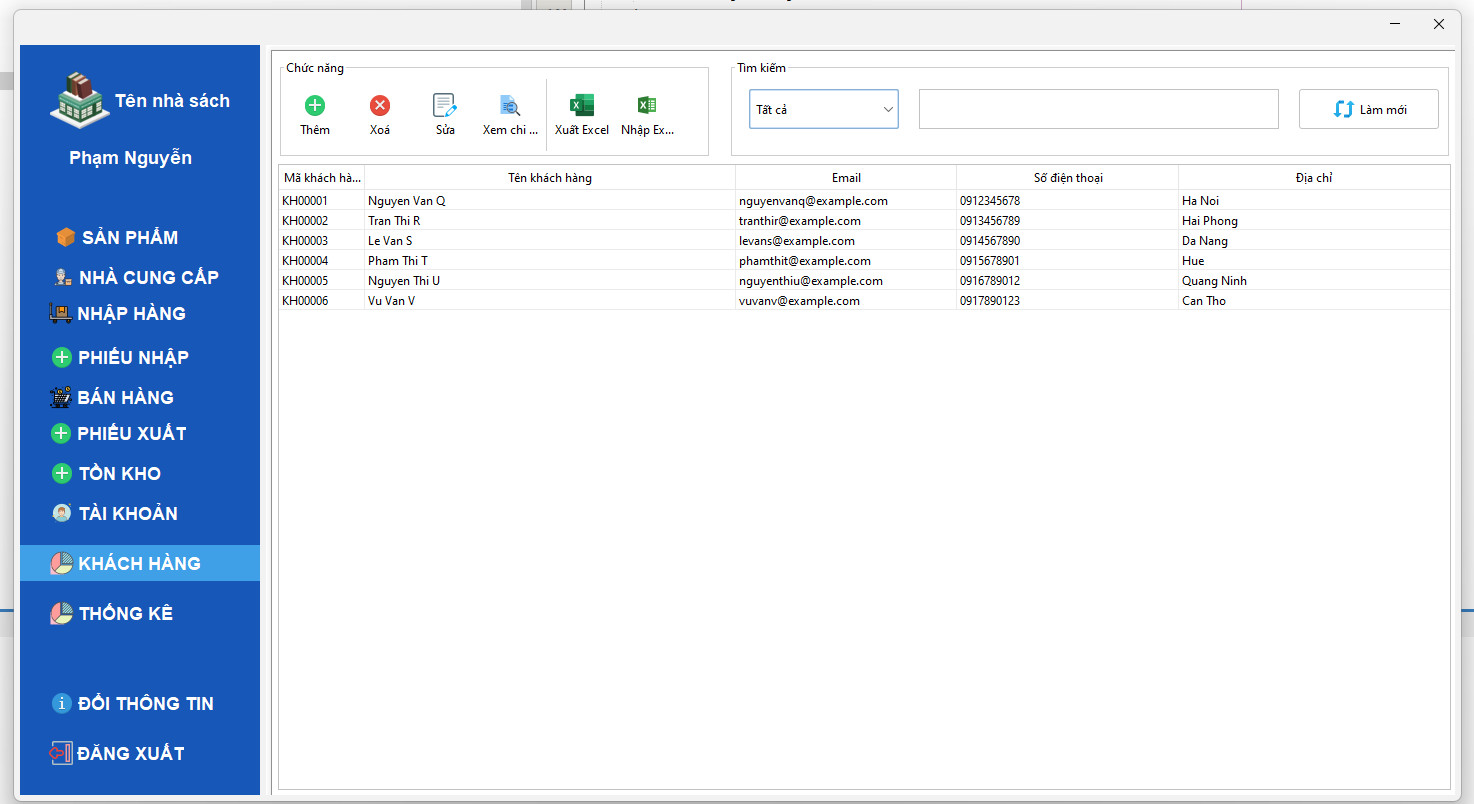 Tên nhà sách
Phạm Nguyễn
SẢN PHẨM
NHÀ CUNG CẤP
NHẬP HÀNG
PHIẾU NHẬP
BÁN HÀNG
PHIẾU XUẤT
TỒN KHO
TÀI KHOẢN
KHÁCH HÀNG
THỐNG KÊ
ĐỔI THÔNG TIN
ĐĂNG XUẤT
Chức năng
Thêm Xoá Sửa Xem chi ... Xuất Excel Nhập Ex...
Tìm kiếm
Tất cả Làm mới
Mã khách hà... Tên khách hàng Email Số điện thoại Địa chỉ
KH00001 Nguyen Van Q nguyenvanq@example.com 0912345678 Ha Noi
KH00002 Tran Thi R tranthir@example.com 0913456789 Hai Phong
KH00003 Le Van S levans@example.com 0914567890 Da Nang
KH00004 Pham Thi T phamthit@example.com 0915678901 Hue
KH00005 Nguyen Thi U nguyenthiu@example.com 0916789012 Quang Ninh
KH00006 Vu Van V vuvanv@example.com 0917890123 Can Tho